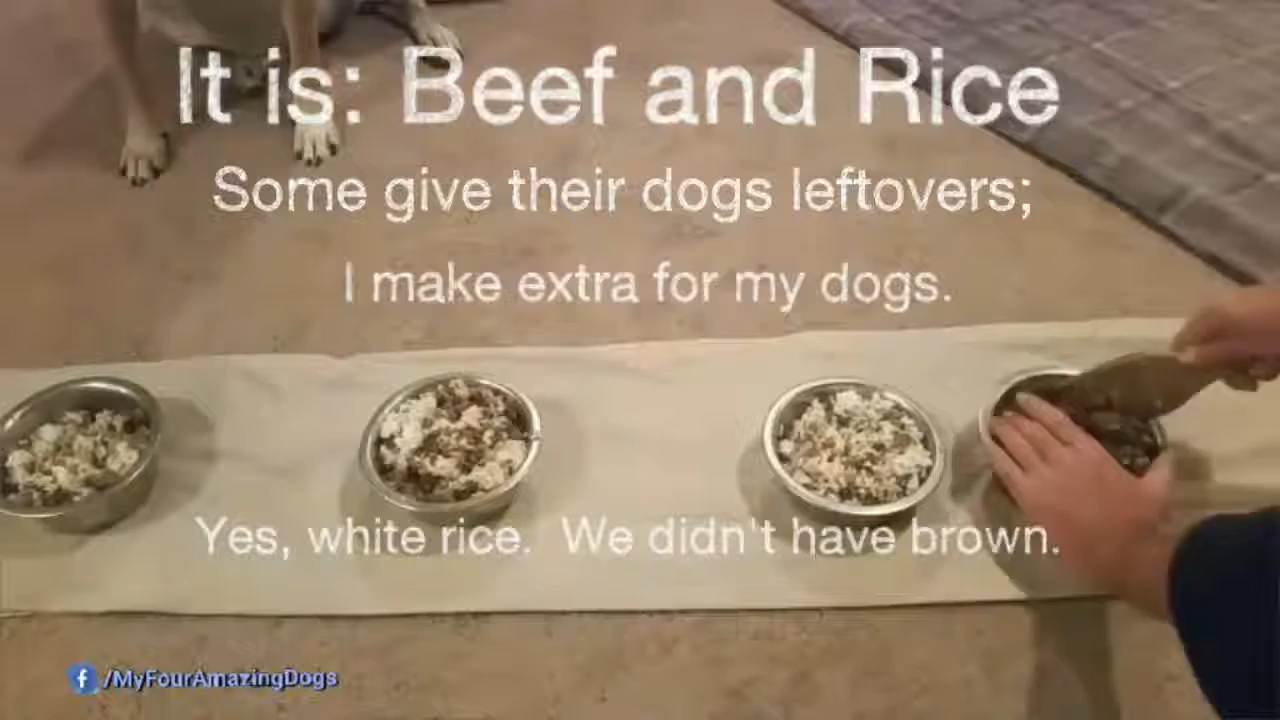 It is: Beef and Rice
Some give their dogs leftovers;
I make extra for my dogs.
Yes, white rice. We didn't have brown.
f /MyFourAmazingDogs